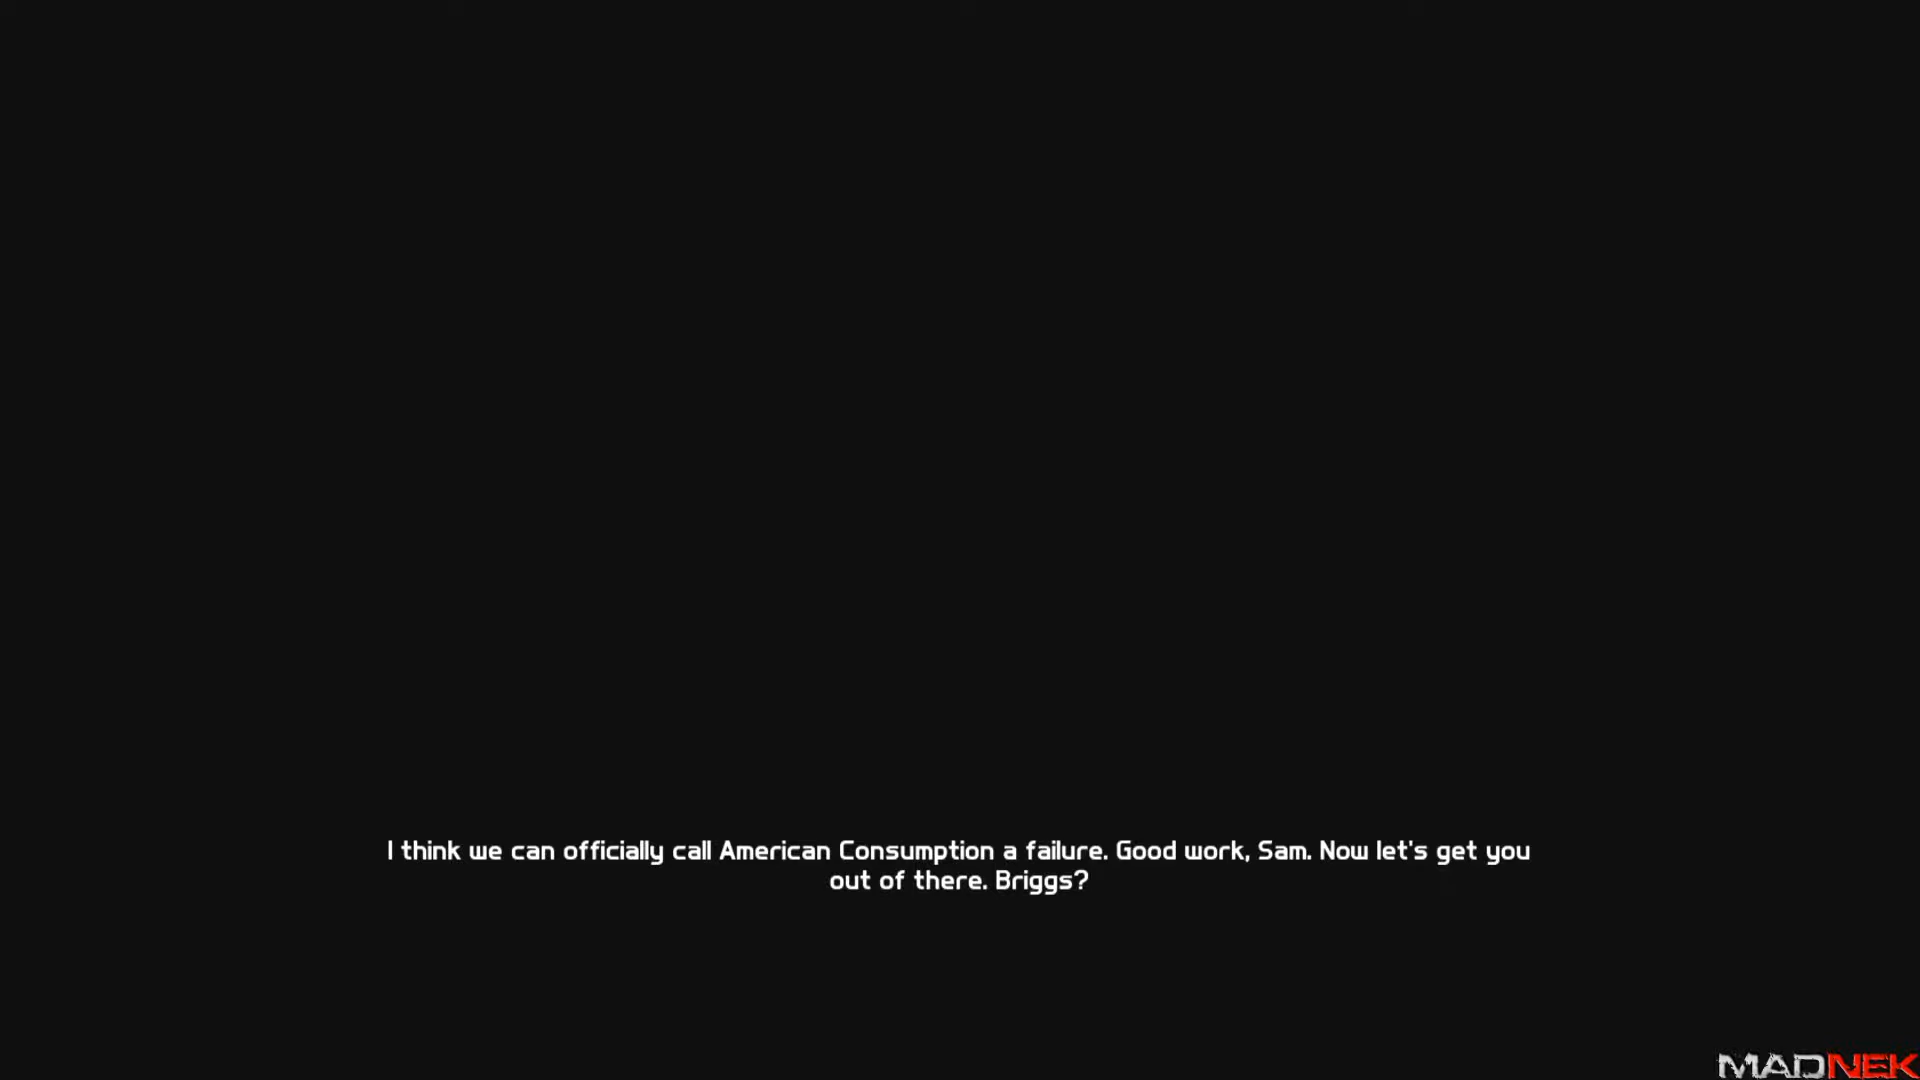 I think we can officially call American Consumption a failure. Good work, Sam. Now let's get you
out of there. Briggs?
MADNEK